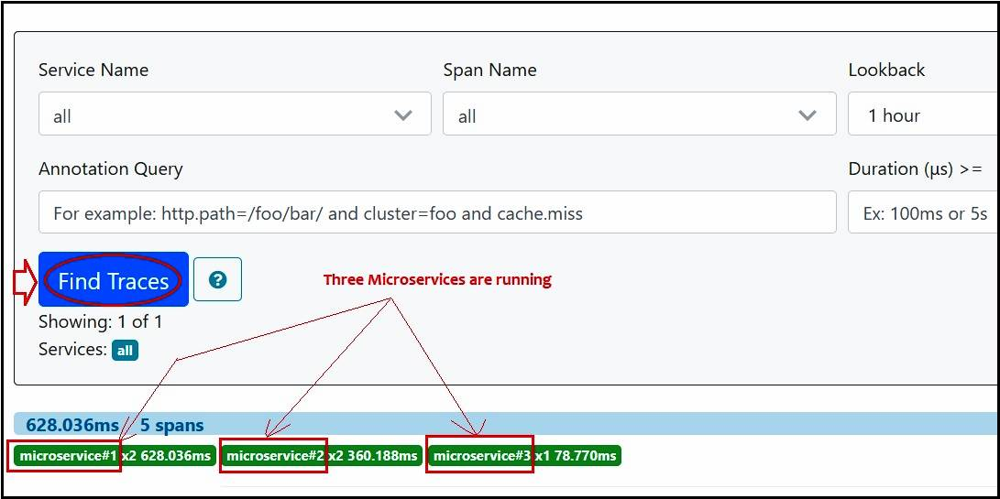 Service Name Span Name Lookback
all all 1 hour
Annotation Query Duration (µs) >=
For example: http.path=/foo/bar/ and cluster=foo and cache.miss Ex: 100ms or 5s
Find Traces ? Three Microservices are running
Showing: 1 of 1
Services: all
628.036ms 5 spans
microservice#1 x2 628.036ms microservice#2 x2 360.188ms microservice#3 x1 78.770ms